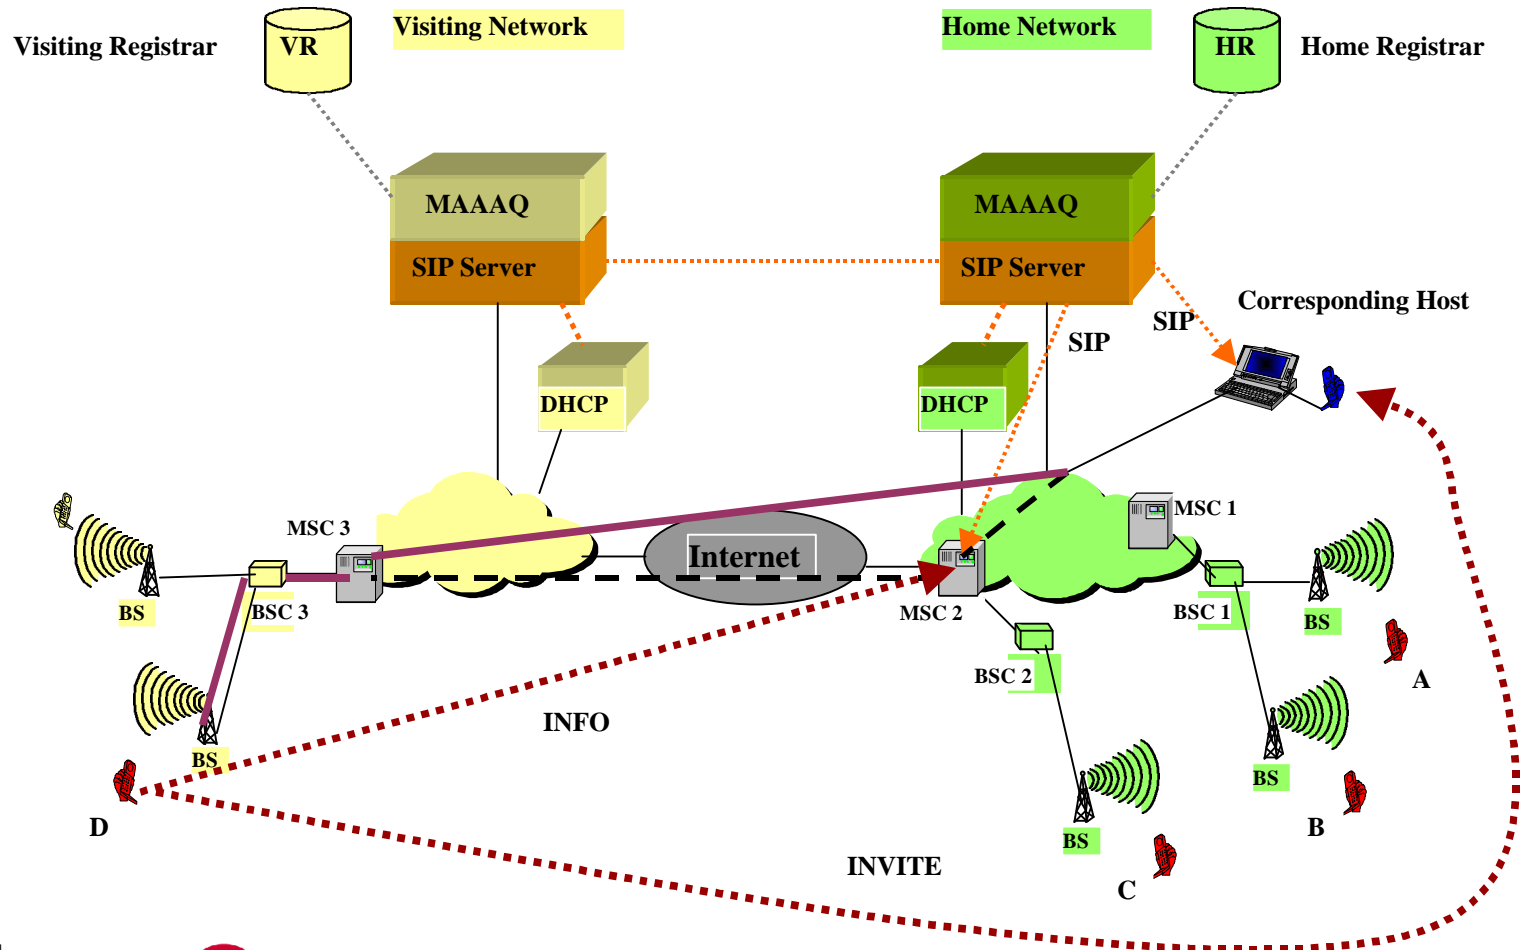 Visiting Registrar
VR
Visiting Network
Home Network
HR
Home Registrar
MAAAQ
SIP Server
MAAAQ
SIP Server
SIP
SIP
Corresponding Host
DHCP
DHCP
MSC 3
Internet
MSC 1
BS
BSC 3
MSC 2
BSC 1
BS
BSC 2
A
INFO
BS
BS
D
BS
B
INVITE
C